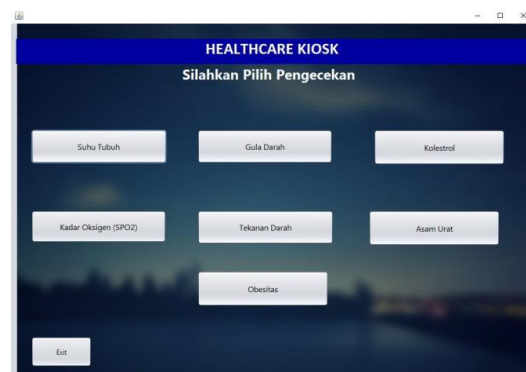 HEALTHCARE KIOSK
Silahkan Pilih Pengecekan
Suhu Tubuh
Gula Darah
Kolestrol
Kadar Oksigen (SPO2)
Tekanan Darah
Asam Urat
Obesitas
Exit